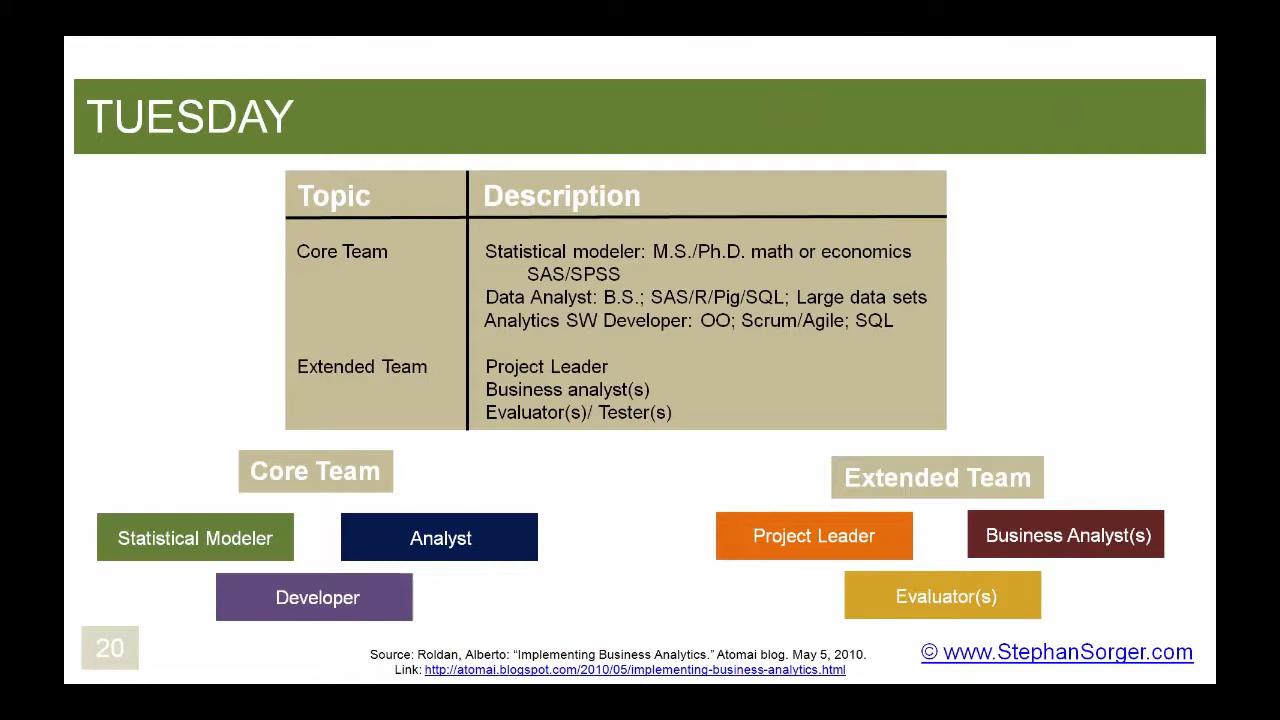 TUESDAY
Topic Description
Core Team Statistical modeler: M.S./Ph.D. math or economics
SAS/SPSS
Data Analyst: B.S.; SAS/R/Pig/SQL; Large data sets
Analytics SW Developer: OO; Scrum/Agile; SQL
Extended Team Project Leader
Business analyst(s)
Evaluator(s)/ Tester(s)
Core Team
Extended Team
Statistical Modeler
Analyst
Project Leader
Business Analyst(s)
Developer
Evaluator(s)
20
Source: Roldan, Alberto: “Implementing Business Analytics.” Atomai blog. May 5, 2010.
Link: http://atomai.blogspot.com/2010/05/implementing-business-analytics.html
© www.StephanSorger.com